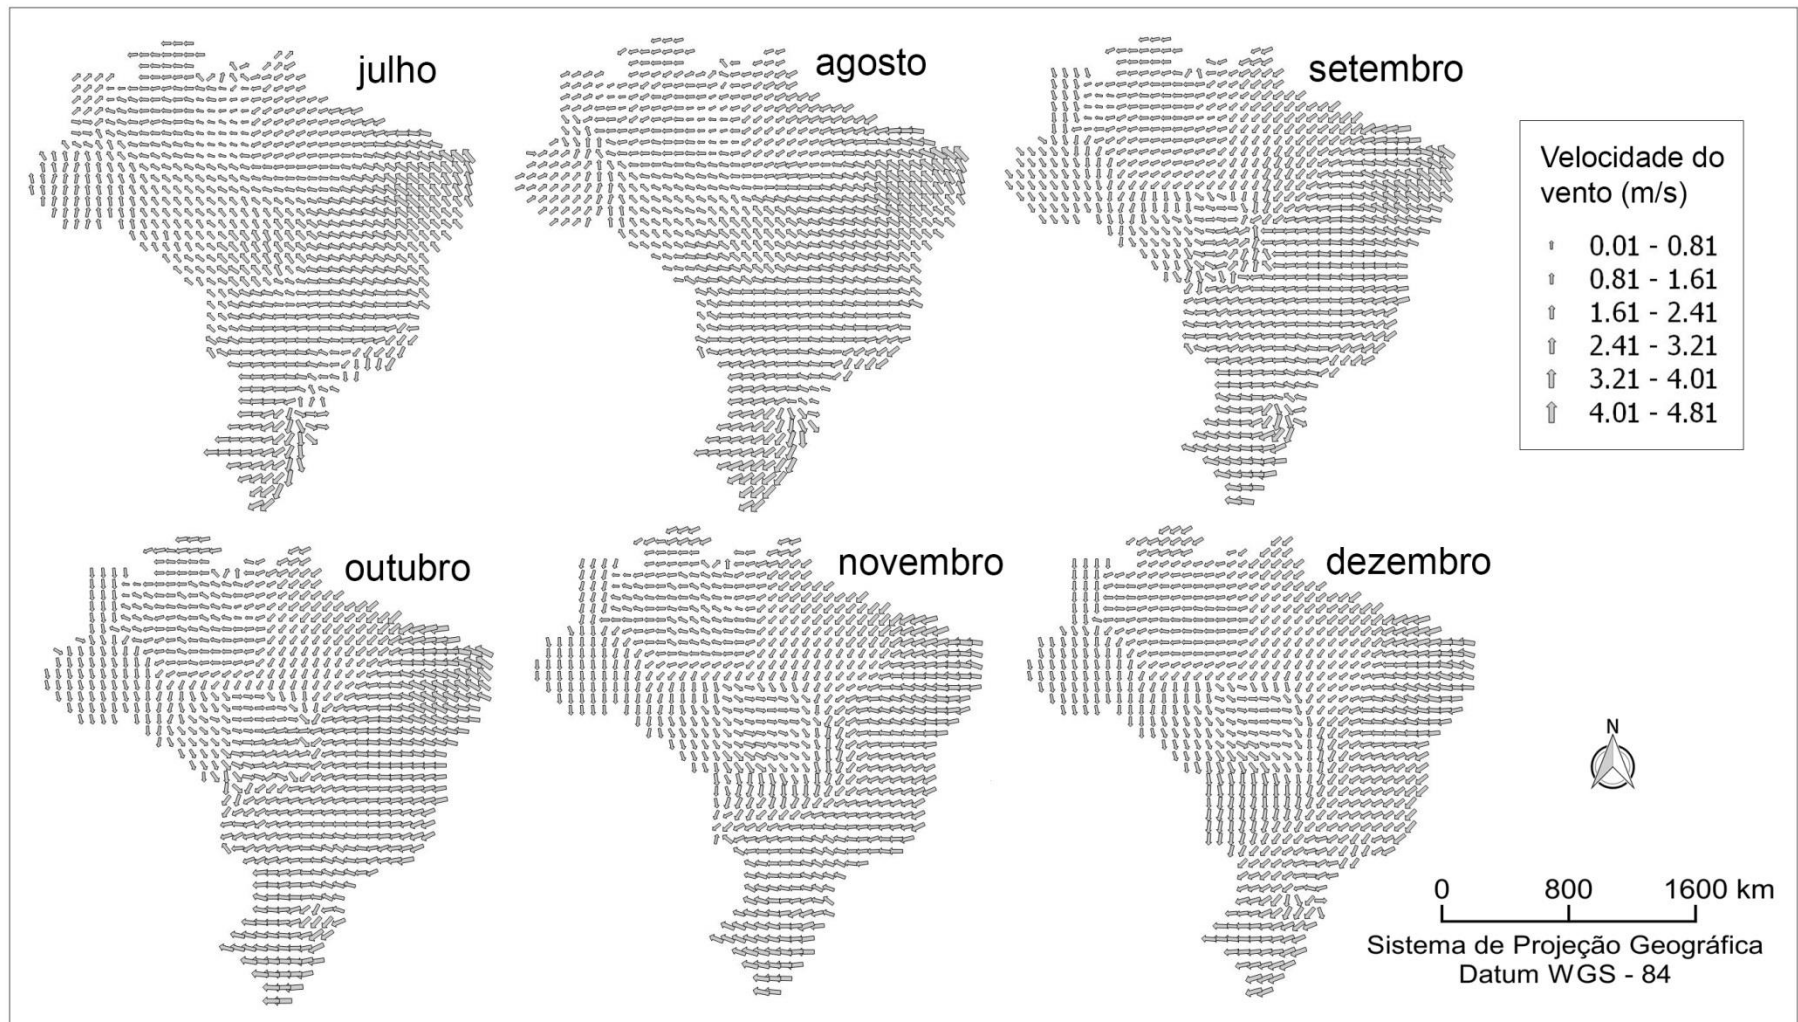 julho
agosto
setembro
Velocidade do
vento (m/s)
0.01 - 0.81
0.81 - 1.61
1.61 - 2.41
2.41 - 3.21
3.21 - 4.01
4.01 - 4.81
outubro
novembro
dezembro
N
0 800 1600 km
Sistema de Projeção Geográfica
Datum WGS - 84